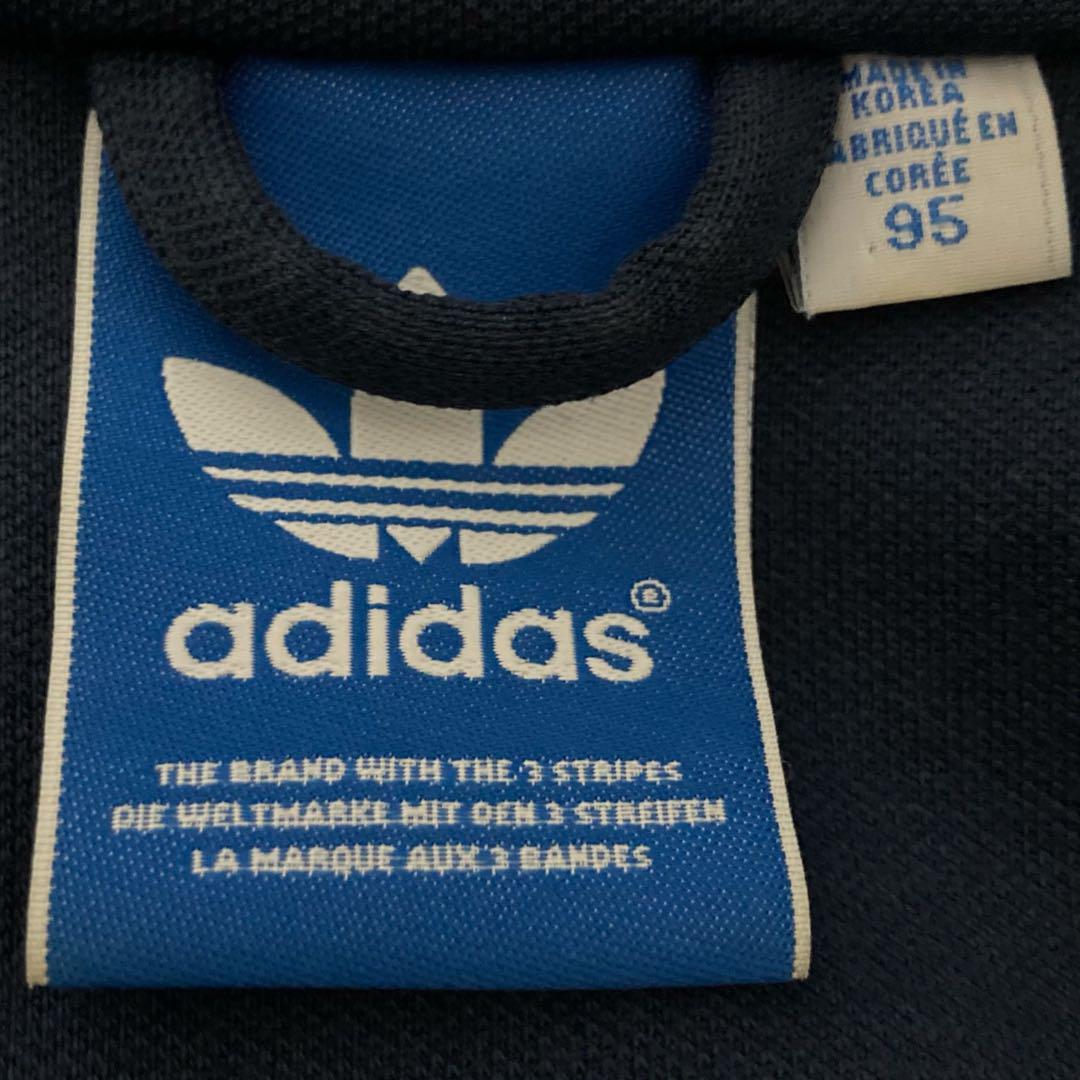 MADE IN
KOREA
ABRIQUÉ EN
CORÉE
95
adidas®
THE BRAND WITH THE 3 STRIPES
DIE WELTMARKE MIT DEN 3 STREIFEN
LA MARQUE AUX 3 BANDES